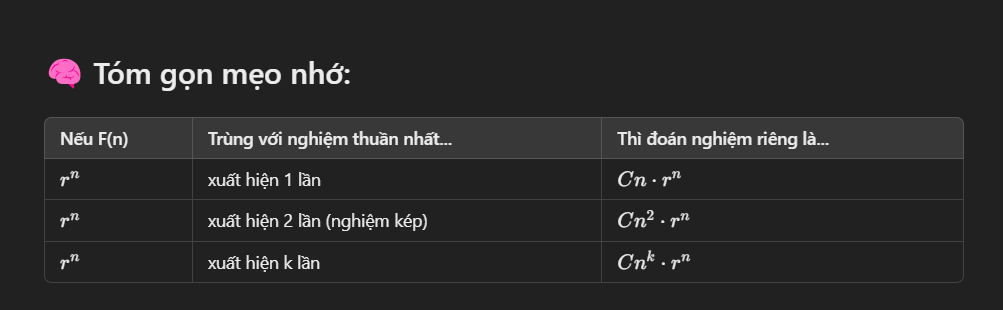 🧠 Tóm gọn mẹo nhớ:
Nếu F(n) Trùng với nghiệm thuần nhất... Thì đoán nghiệm riêng là...
rⁿ xuất hiện 1 lần Cn · rⁿ
rⁿ xuất hiện 2 lần (nghiệm kép) Cn² · rⁿ
rⁿ xuất hiện k lần Cnᵏ · rⁿ